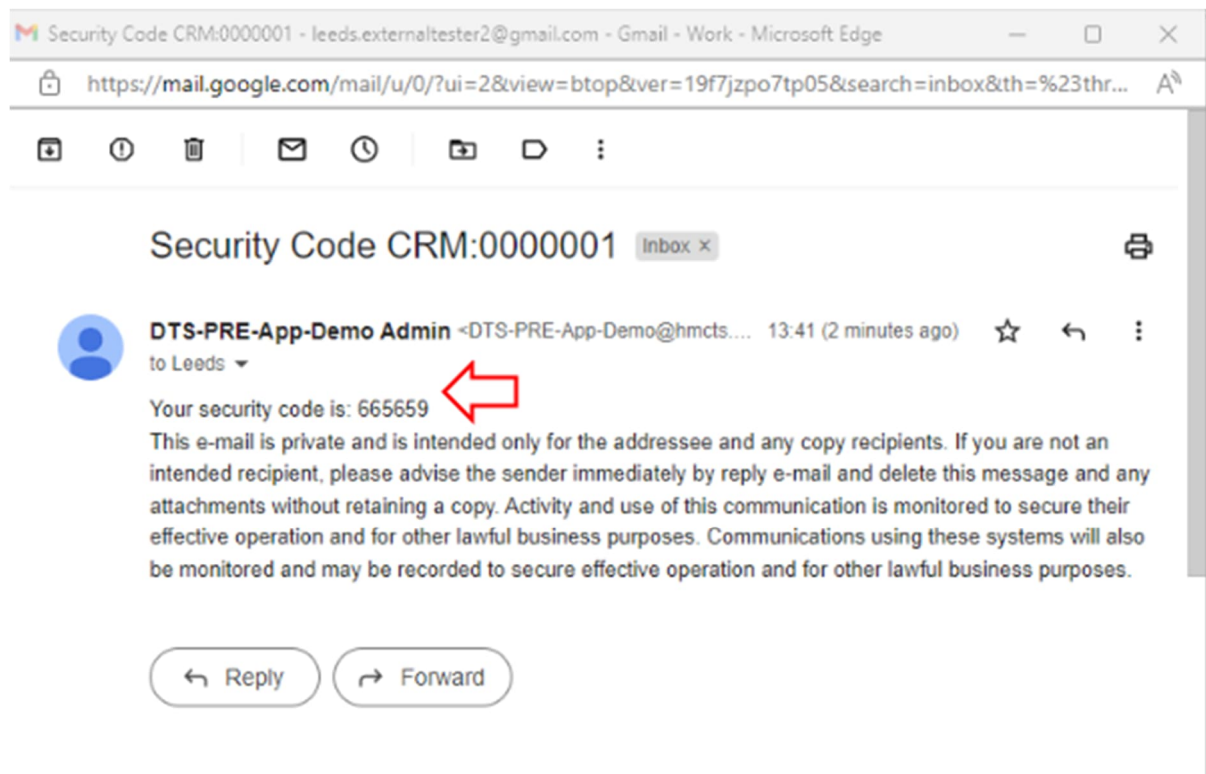 Security Code CRM:0000001 - leeds.externaltester2@gmail.com - Gmail - Work - Microsoft Edge
https://mail.google.com/mail/u/0/?ui=2&view=btop&ver=19f7jzpo7tp05&search=inbox&th=%23thr...
Security Code CRM:0000001 Inbox ×
DTS-PRE-App-Demo Admin <DTS-PRE-App-Demo@hmcts.... 13:41 (2 minutes ago)
to Leeds
Your security code is: 665659
This e-mail is private and is intended only for the addressee and any copy recipients. If you are not an
intended recipient, please advise the sender immediately by reply e-mail and delete this message and any
attachments without retaining a copy. Activity and use of this communication is monitored to secure their
effective operation and for other lawful business purposes. Communications using these systems will also
be monitored and may be recorded to secure effective operation and for other lawful business purposes.
Reply Forward